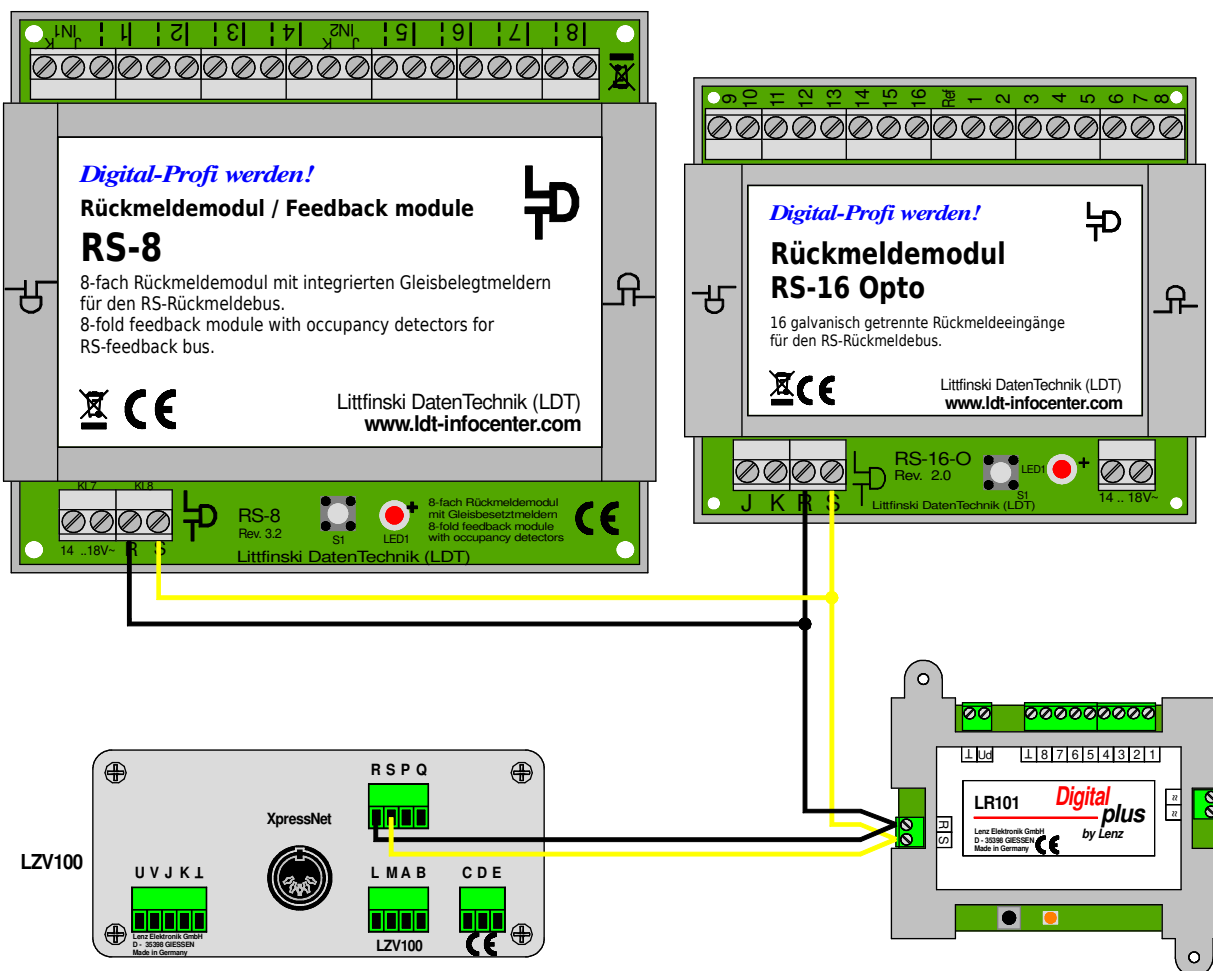 K J IN1 1 2 3 4 K J IN2 5 6 7 8
Digital-Profi werden!
Rückmeldemodul / Feedback module
RS-8
8-fach Rückmeldemodul mit integrierten Gleisbelegtmeldern
für den RS-Rückmeldebus.
8-fold feedback module with occupancy detectors for
RS-feedback bus.
CE
Littfinski DatenTechnik (LDT)
www.ldt-infocenter.com
Kl7 Kl8
14 ..18V~ R S
RS-8
Rev. 3.2
S1
LED1
+
8-fach Rückmeldemodul
mit Gleisbesetztmeldern
8-fold feedback module
with occupancy detectors
CE
Littfinski DatenTechnik (LDT)
9 10 11 12 13 14 15 16 Ref 1 2 3 4 5 6 7 8
Digital-Profi werden!
Rückmeldemodul
RS-16 Opto
16 galvanisch getrennte Rückmeldeeingänge
für den RS-Rückmeldebus.
CE
Littfinski DatenTechnik (LDT)
www.ldt-infocenter.com
J K R S
RS-16-O
Rev. 2.0
LED1
+
S1
14 .. 18V~
Littfinski DatenTechnik (LDT)
LZV100
XpressNet
R S P Q
U V J K ⊥
L M A B
C D E
Lenz Elektronik GmbH
D - 35398 GIESSEN
Made in Germany
LZV100
CE
⊥ Ud
⊥ 8 7 6 5 4 3 2 1
R S
LR101
Digital
plus
by Lenz
Lenz Elektronik GmbH
D - 35398 GIESSEN
Made in Germany
CE
≈ ≈